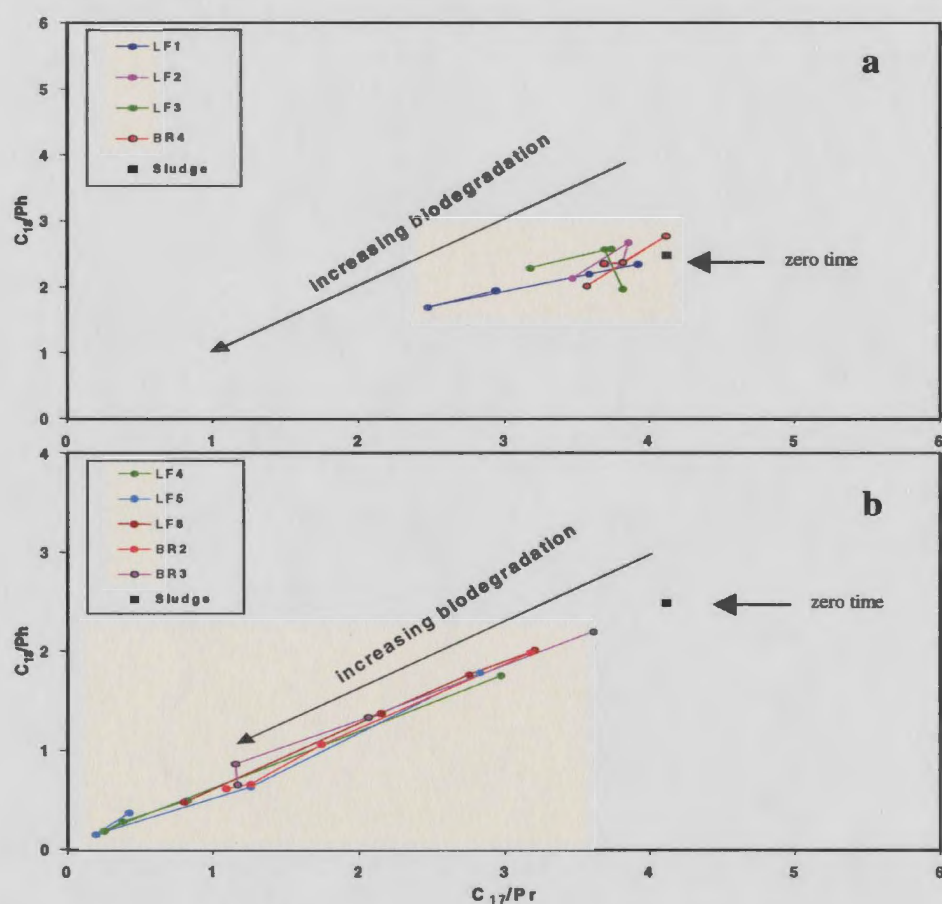 6
5
4
3
2
1
0
C₁₈/Ph
LF1
LF2
LF3
BR4
Sludge
a
increasing biodegradation
zero time
0 1 2 3 4 5 6
4
3
2
1
0
C₁₈/Ph
LF4
LF5
LF6
BR2
BR3
Sludge
b
increasing biodegradation
zero time
0 1 2 3 4 5 6
C₁₇/Pr